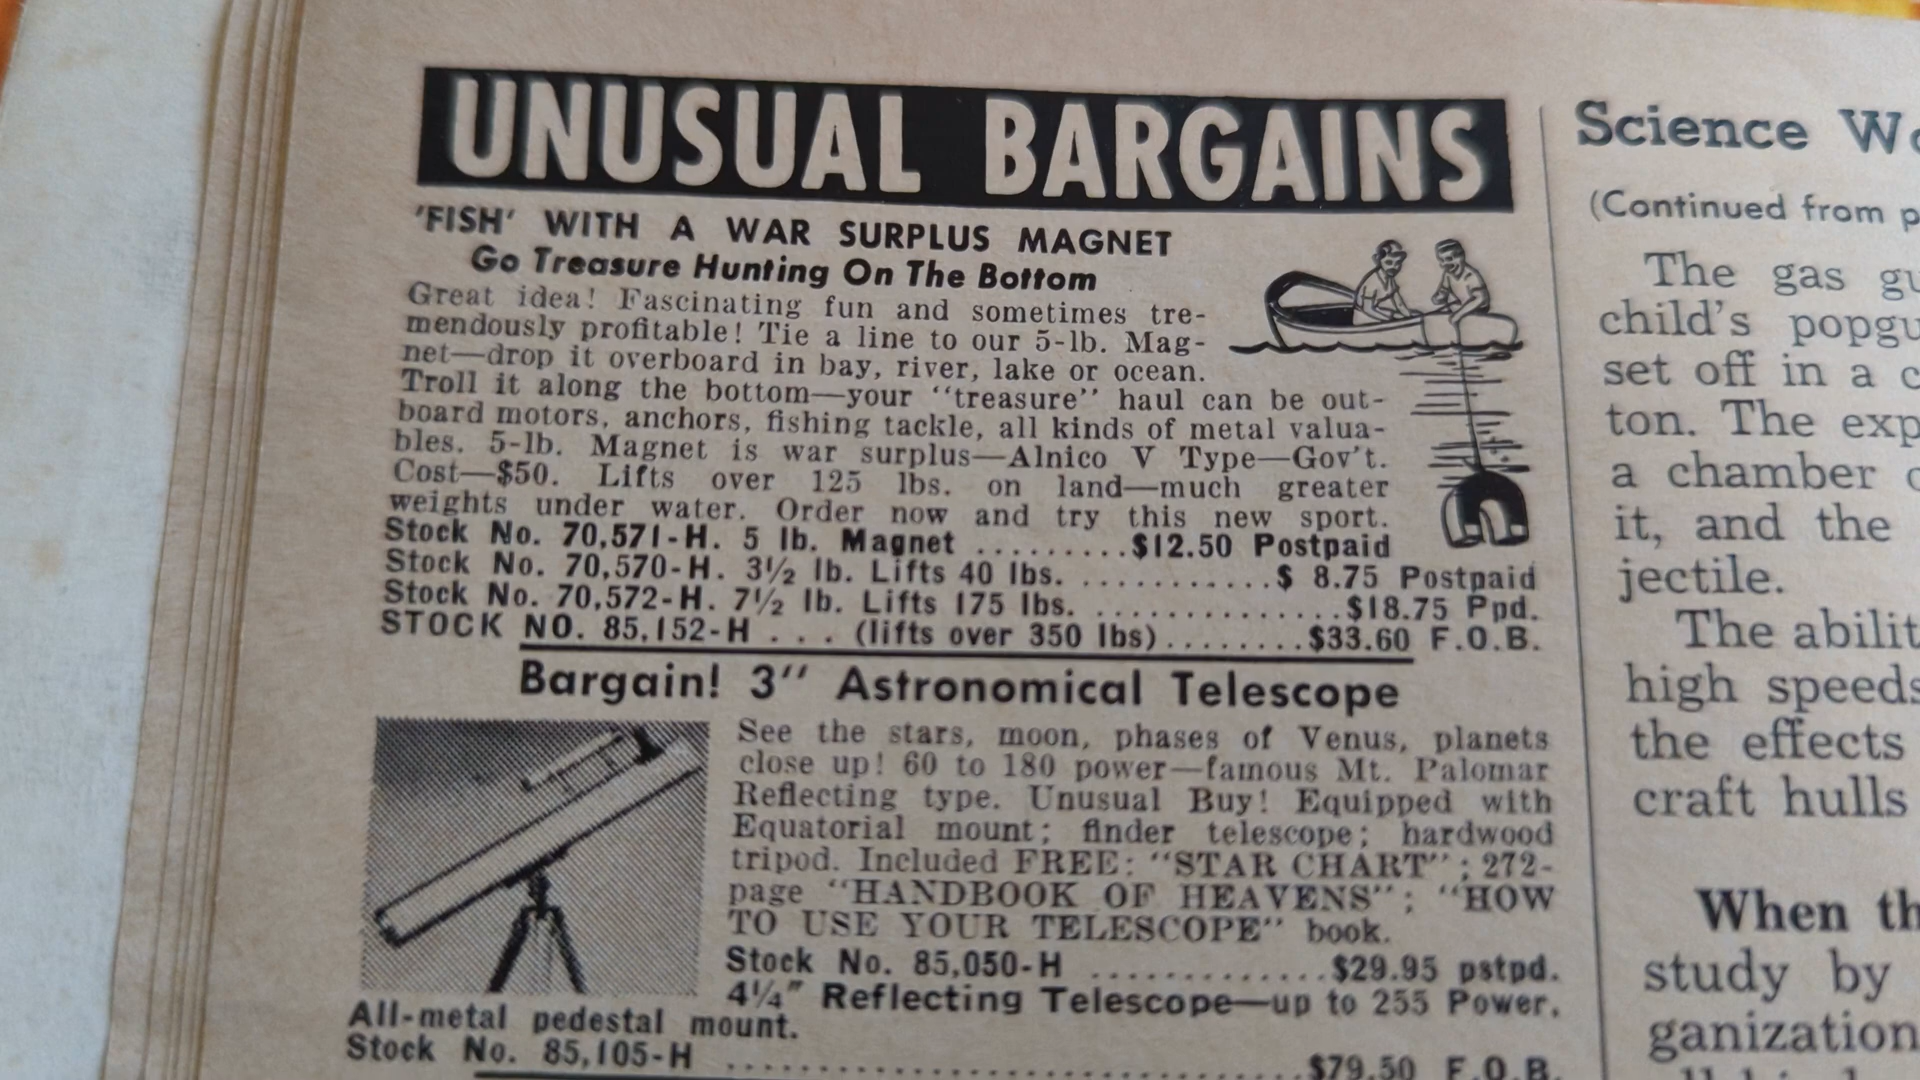 UNUSUAL BARGAINS
'FISH' WITH A WAR SURPLUS MAGNET
Go Treasure Hunting On The Bottom
Great idea! Fascinating fun and sometimes tre-
mendously profitable! Tie a line to our 5-lb. Mag-
net—drop it overboard in bay, river, lake or ocean.
Troll it along the bottom—your "treasure" haul can be out-
board motors, anchors, fishing tackle, all kinds of metal valua-
bles. 5-lb. Magnet is war surplus—Alnico V Type—Gov't.
Cost—$50. Lifts over 125 lbs. on land—much greater
weights under water. Order now and try this new sport.
Stock No. 70,571-H. 5 lb. Magnet .........$12.50 Postpaid
Stock No. 70,570-H. 3½ lb. Lifts 40 lbs. ............$ 8.75 Postpaid
Stock No. 70,572-H. 7½ lb. Lifts 175 lbs. ...............$18.75 Ppd.
STOCK NO. 85,152-H ... (lifts over 350 lbs)........$33.60 F.O.B.
Bargain! 3" Astronomical Telescope
See the stars, moon, phases of Venus, planets
close up! 60 to 180 power—famous Mt. Palomar
Reflecting type. Unusual Buy! Equipped with
Equatorial mount; finder telescope; hardwood
tripod. Included FREE: "STAR CHART"; 272-
page "HANDBOOK OF HEAVENS"; "HOW
TO USE YOUR TELESCOPE" book.
Stock No. 85,050-H .............$29.95 pstpd.
4¼" Reflecting Telescope—up to 255 Power,
All-metal pedestal mount.
Stock No. 85,105-H ................................$79.50 F.O.B.
Science
(Continued from
The gas
child's
set off in a
ton. The
a chamber
it, and the
jectile.
The
high speeds
the effects
craft hulls
When
study by